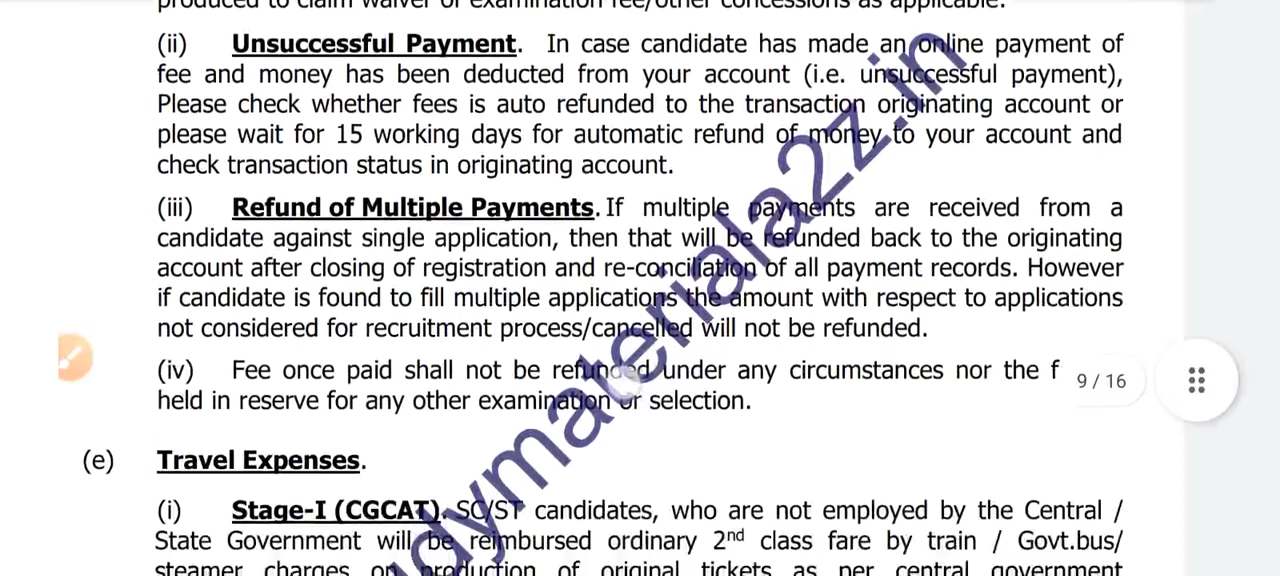 produced to claim waiver of examination fee/other concessions as applicable.
(ii) Unsuccessful Payment. In case candidate has made an online payment of
fee and money has been deducted from your account (i.e. unsuccessful payment),
Please check whether fees is auto refunded to the transaction originating account or
please wait for 15 working days for automatic refund of money to your account and
check transaction status in originating account.
(iii) Refund of Multiple Payments. If multiple payments are received from a
candidate against single application, then that will be refunded back to the originating
account after closing of registration and re-conciliation of all payment records. However
if candidate is found to fill multiple applications the amount with respect to applications
not considered for recruitment process/cancelled will not be refunded.
(iv) Fee once paid shall not be refunded under any circumstances nor the f
9 / 16
held in reserve for any other examination or selection.
(e) Travel Expenses.
(i) Stage-I (CGCAT). SC/ST candidates, who are not employed by the Central /
State Government will be reimbursed ordinary 2nd class fare by train / Govt.bus/
steamer charges on production of original tickets as per central government
dymateriala2z.in